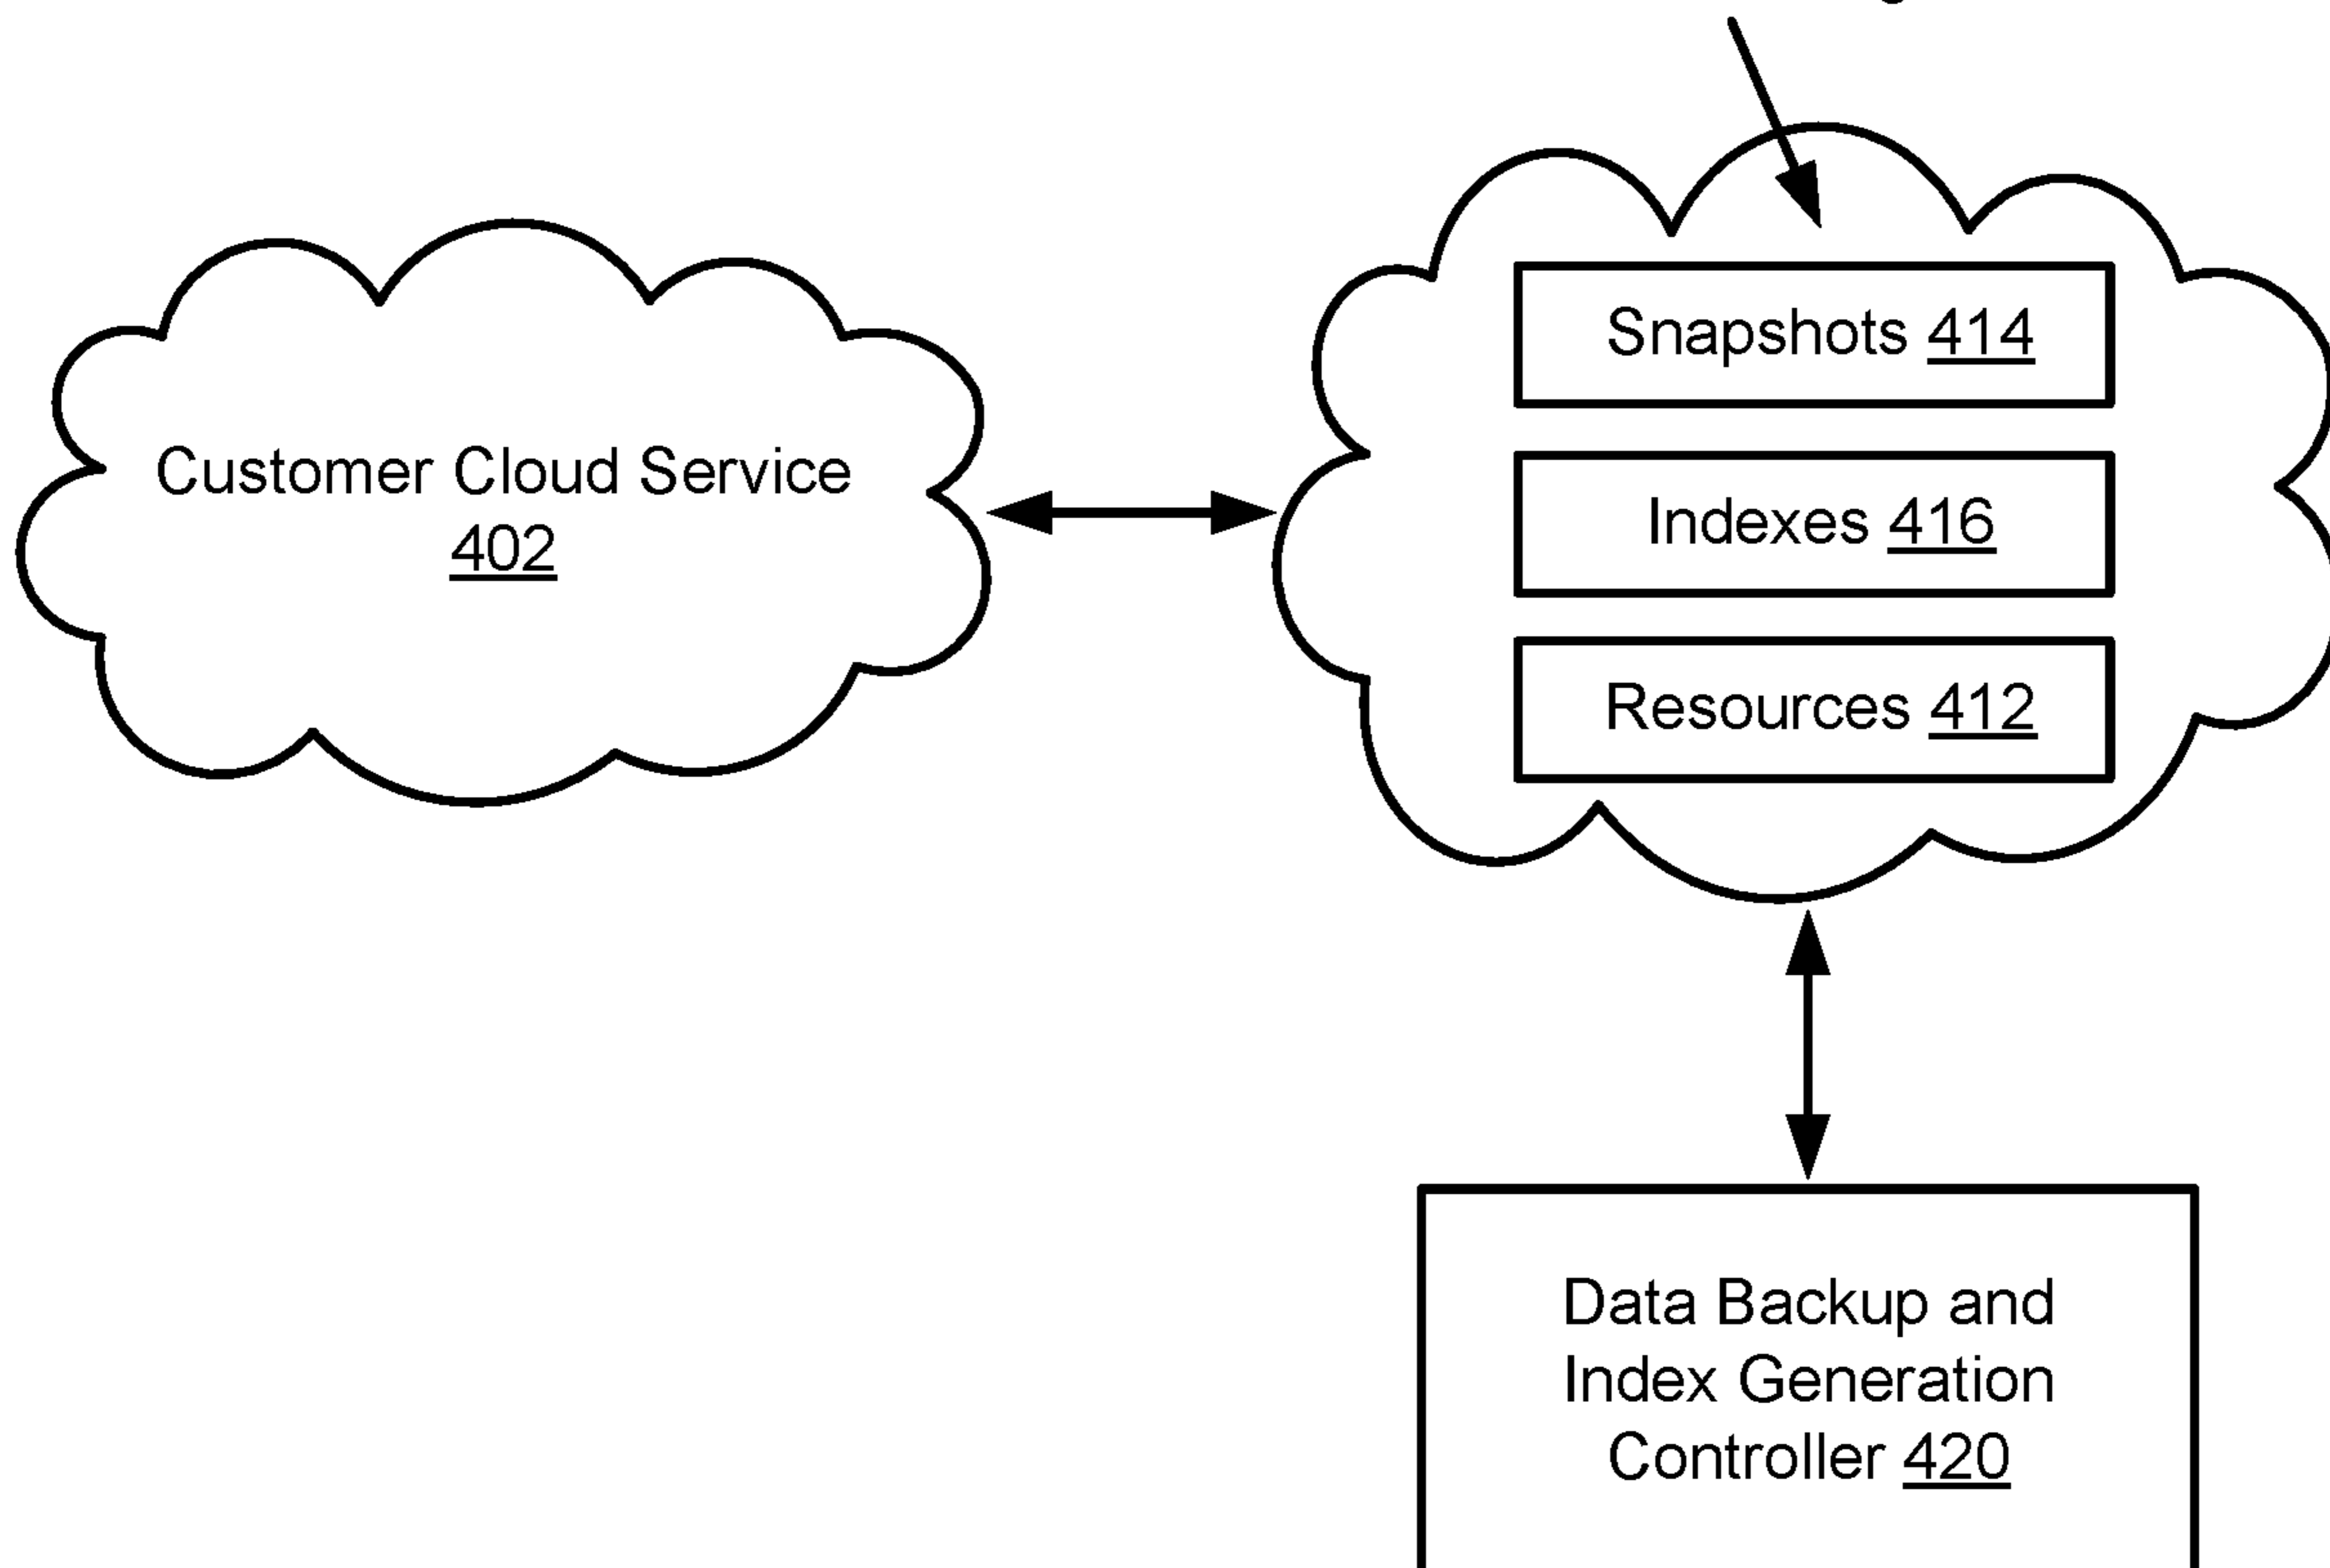 Customer Cloud Service
402
Snapshots 414
Indexes 416
Resources 412
Data Backup and
Index Generation
Controller 420